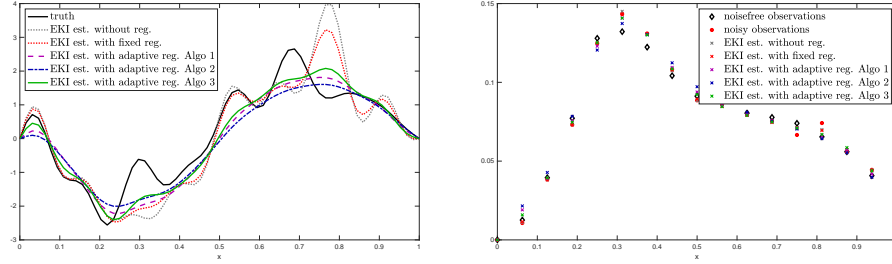 truth
EKI est. without reg.
EKI est. with fixed reg.
EKI est. with adaptive reg. Algo 1
EKI est. with adaptive reg. Algo 2
EKI est. with adaptive reg. Algo 3
4
3
2
1
0
-1
-2
-3
0 0.1 0.2 0.3 0.4 0.5 0.6 0.7 0.8 0.9 1
x
noisefree observations
noisy observations
EKI est. without reg.
EKI est. with fixed reg.
EKI est. with adaptive reg. Algo 1
EKI est. with adaptive reg. Algo 2
EKI est. with adaptive reg. Algo 3
0.15
0.1
0.05
0
0 0.1 0.2 0.3 0.4 0.5 0.6 0.7 0.8 0.9
x